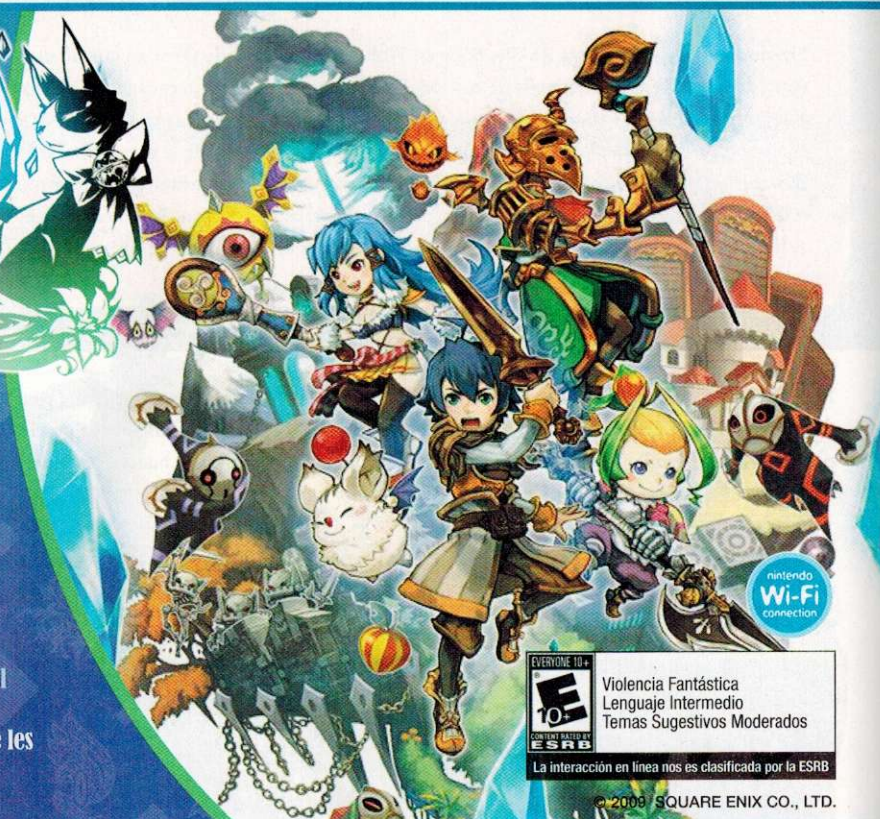 l
e les
nintendo
Wi-Fi
connection
EVERYONE 10+
E
10+
CONTENT RATED BY
ESRB
Violencia Fantástica
Lenguaje Intermedio
Temas Sugestivos Moderados
La interacción en línea nos es clasificada por la ESRB
© 2009 SQUARE ENIX CO., LTD.